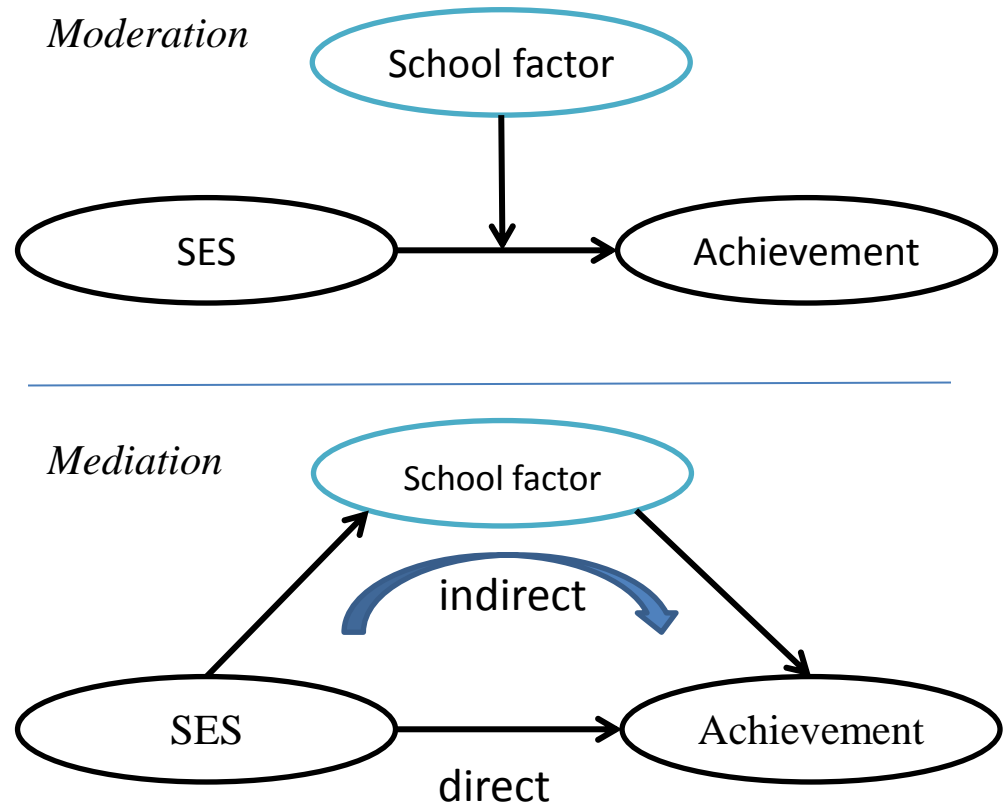 Moderation
School factor
SES
Achievement
Mediation
School factor
indirect
SES
Achievement
direct